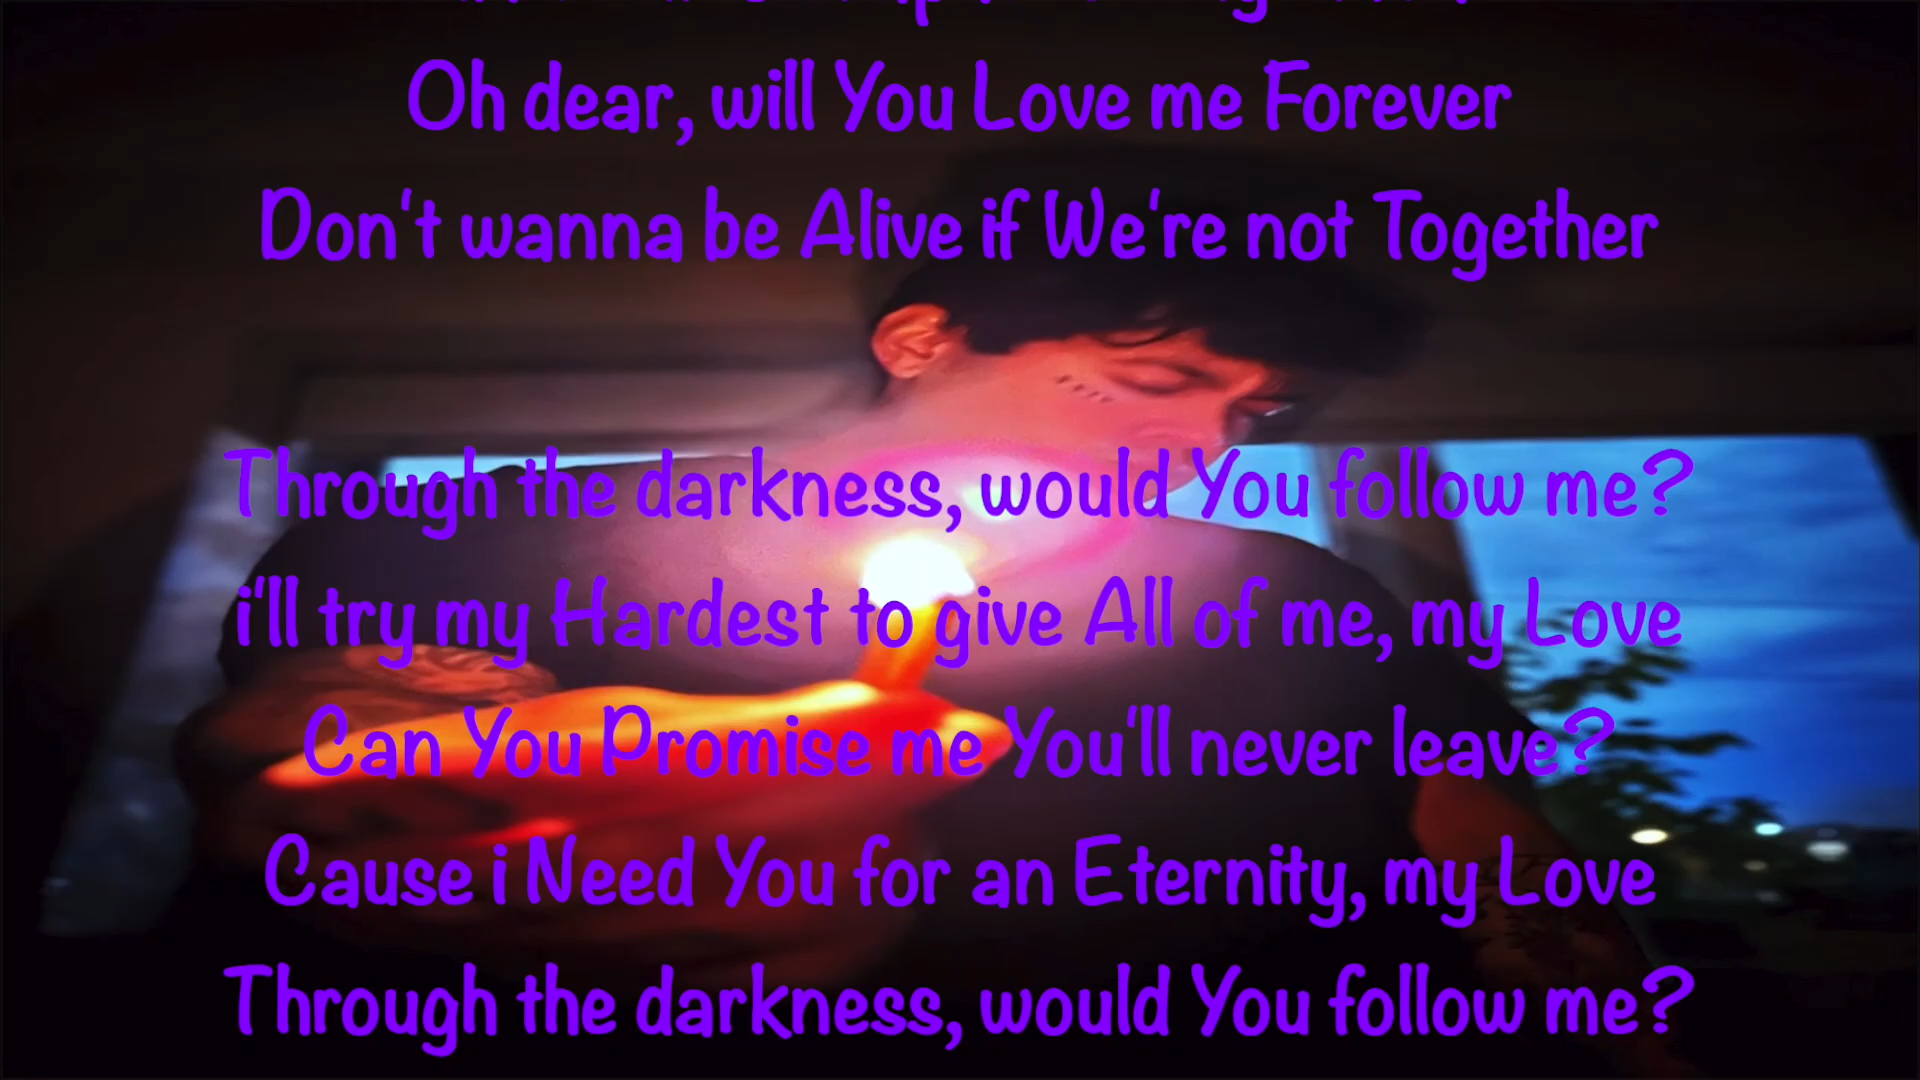 Oh dear, will You Love me Forever
Don't wanna be Alive if We're not Together
Through the darkness, would You follow me?
i'll try my Hardest to give All of me, my Love
Can You Promise me You'll never leave?
Cause i Need You for an Eternity, my Love
Through the darkness, would You follow me?